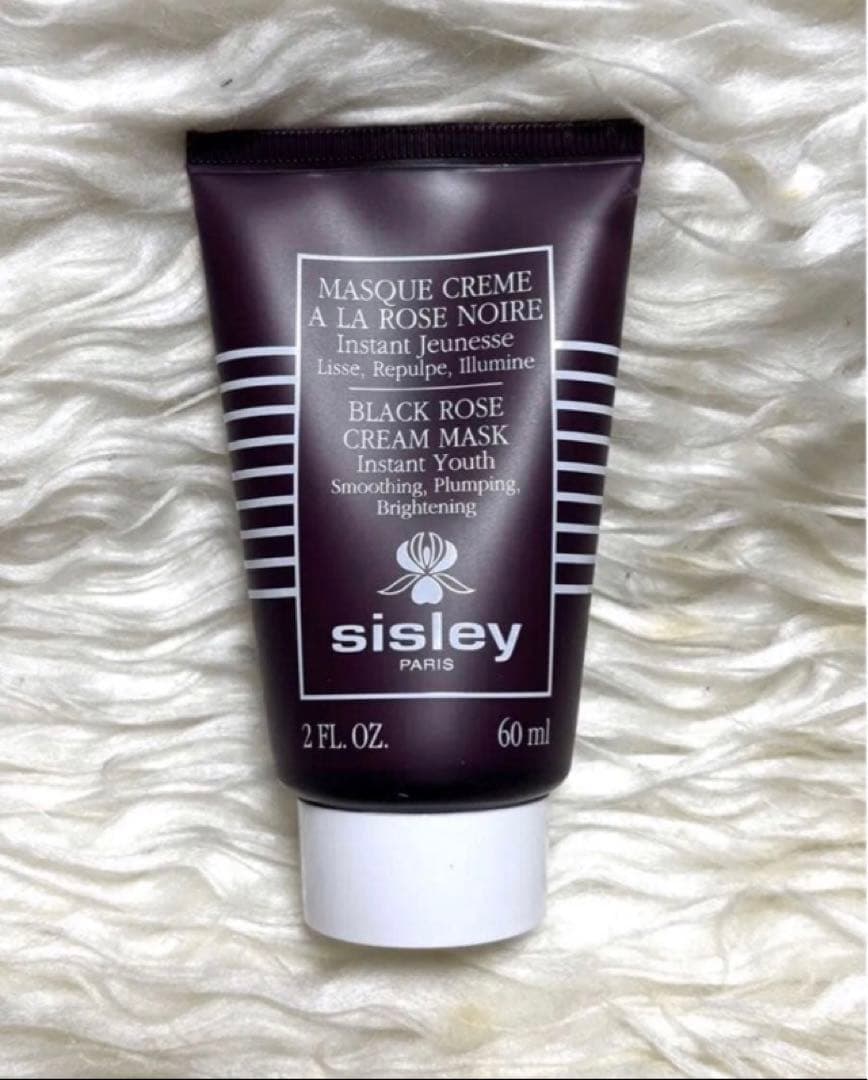 MASQUE CREME
A LA ROSE NOIRE
Instant Jeunesse
Lisse, Repulpe, Illumine
BLACK ROSE
CREAM MASK
Instant Youth
Smoothing, Plumping,
Brightening
sisley
PARIS
2 FL. OZ. 60 ml